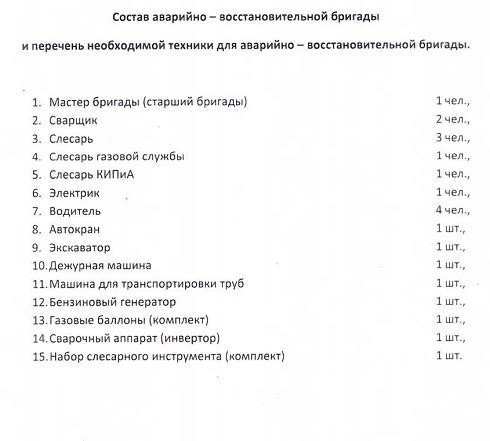 Состав аварийно – восстановительной бригады
и перечень необходимой техники для аварийно – восстановительной бригады.
1. Мастер бригады (старший бригады) 1 чел.,
2. Сварщик 2 чел.,
3. Слесарь 3 чел.,
4. Слесарь газовой службы 1 чел.,
5. Слесарь КИПиА 1 чел.,
6. Электрик 1 чел.,
7. Водитель 4 чел.,
8. Автокран 1 шт.,
9. Экскаватор 1 шт.,
10. Дежурная машина 1 шт.,
11. Машина для транспортировки труб 1 шт.,
12. Бензиновый генератор 1 шт.,
13. Газовые баллоны (комплект) 1 шт.,
14. Сварочный аппарат (инвертор) 1 шт.,
15. Набор слесарного инструмента (комплект) 1 шт.